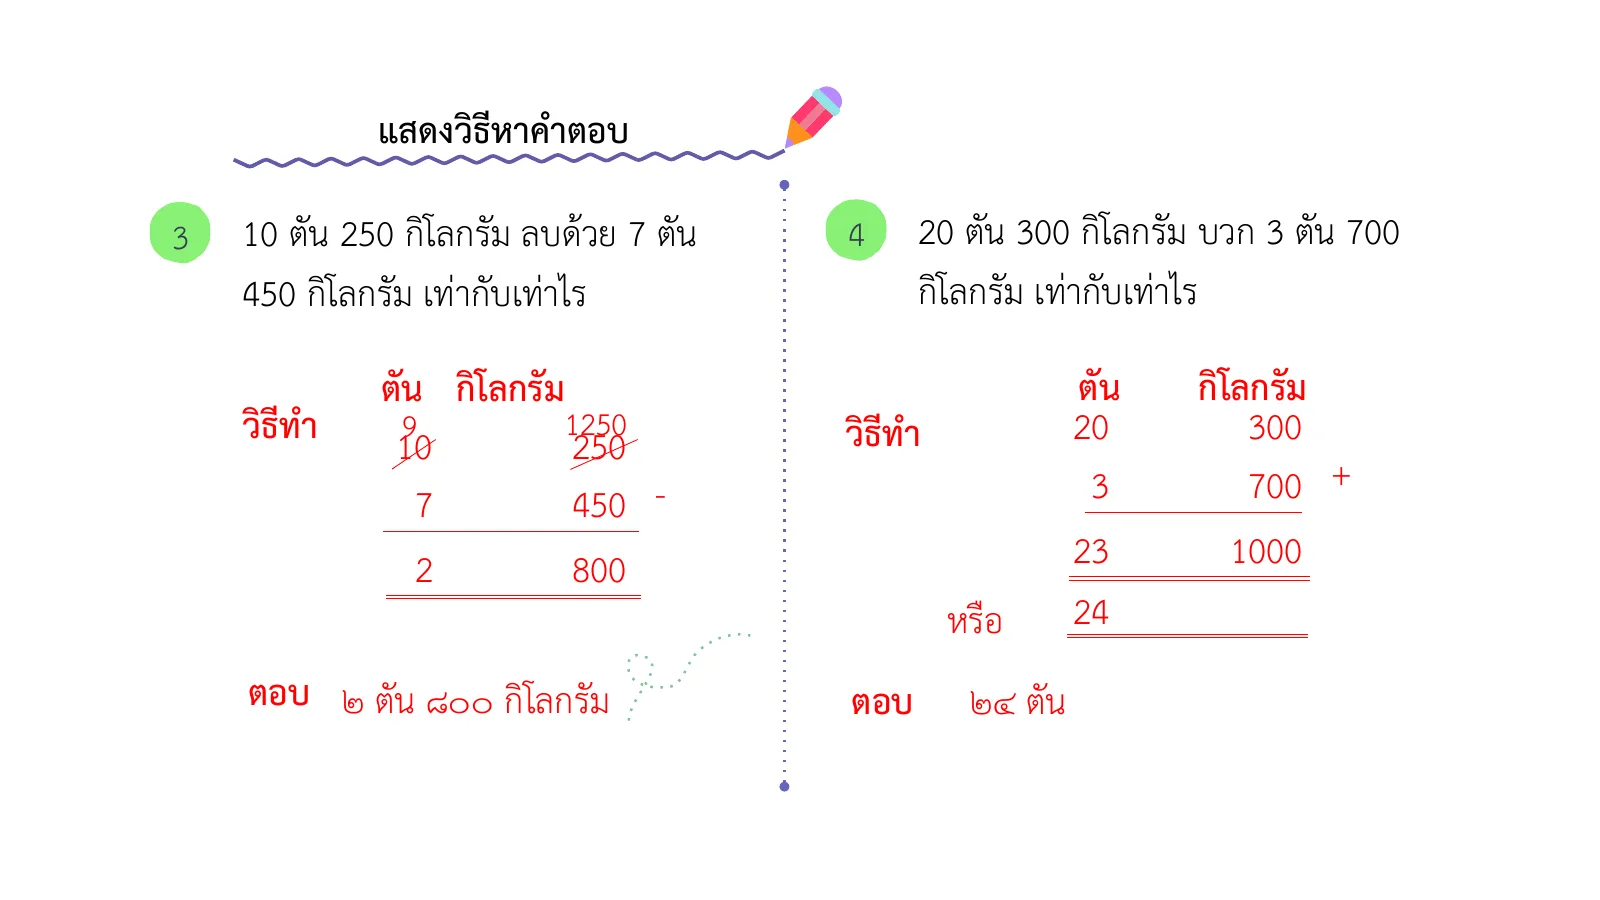 แสดงวิธีหาคำตอบ
3
10 ตัน 250 กิโลกรัม ลบด้วย 7 ตัน
450 กิโลกรัม เท่ากับเท่าไร
ตัน กิโลกรัม
วิธีทำ
9 1250
10 250
7 450 -
2 800
ตอบ ๒ ตัน ๘๐๐ กิโลกรัม
4
20 ตัน 300 กิโลกรัม บวก 3 ตัน 700
กิโลกรัม เท่ากับเท่าไร
ตัน กิโลกรัม
วิธีทำ 20 300
3 700 +
23 1000
หรือ 24
ตอบ ๒๔ ตัน